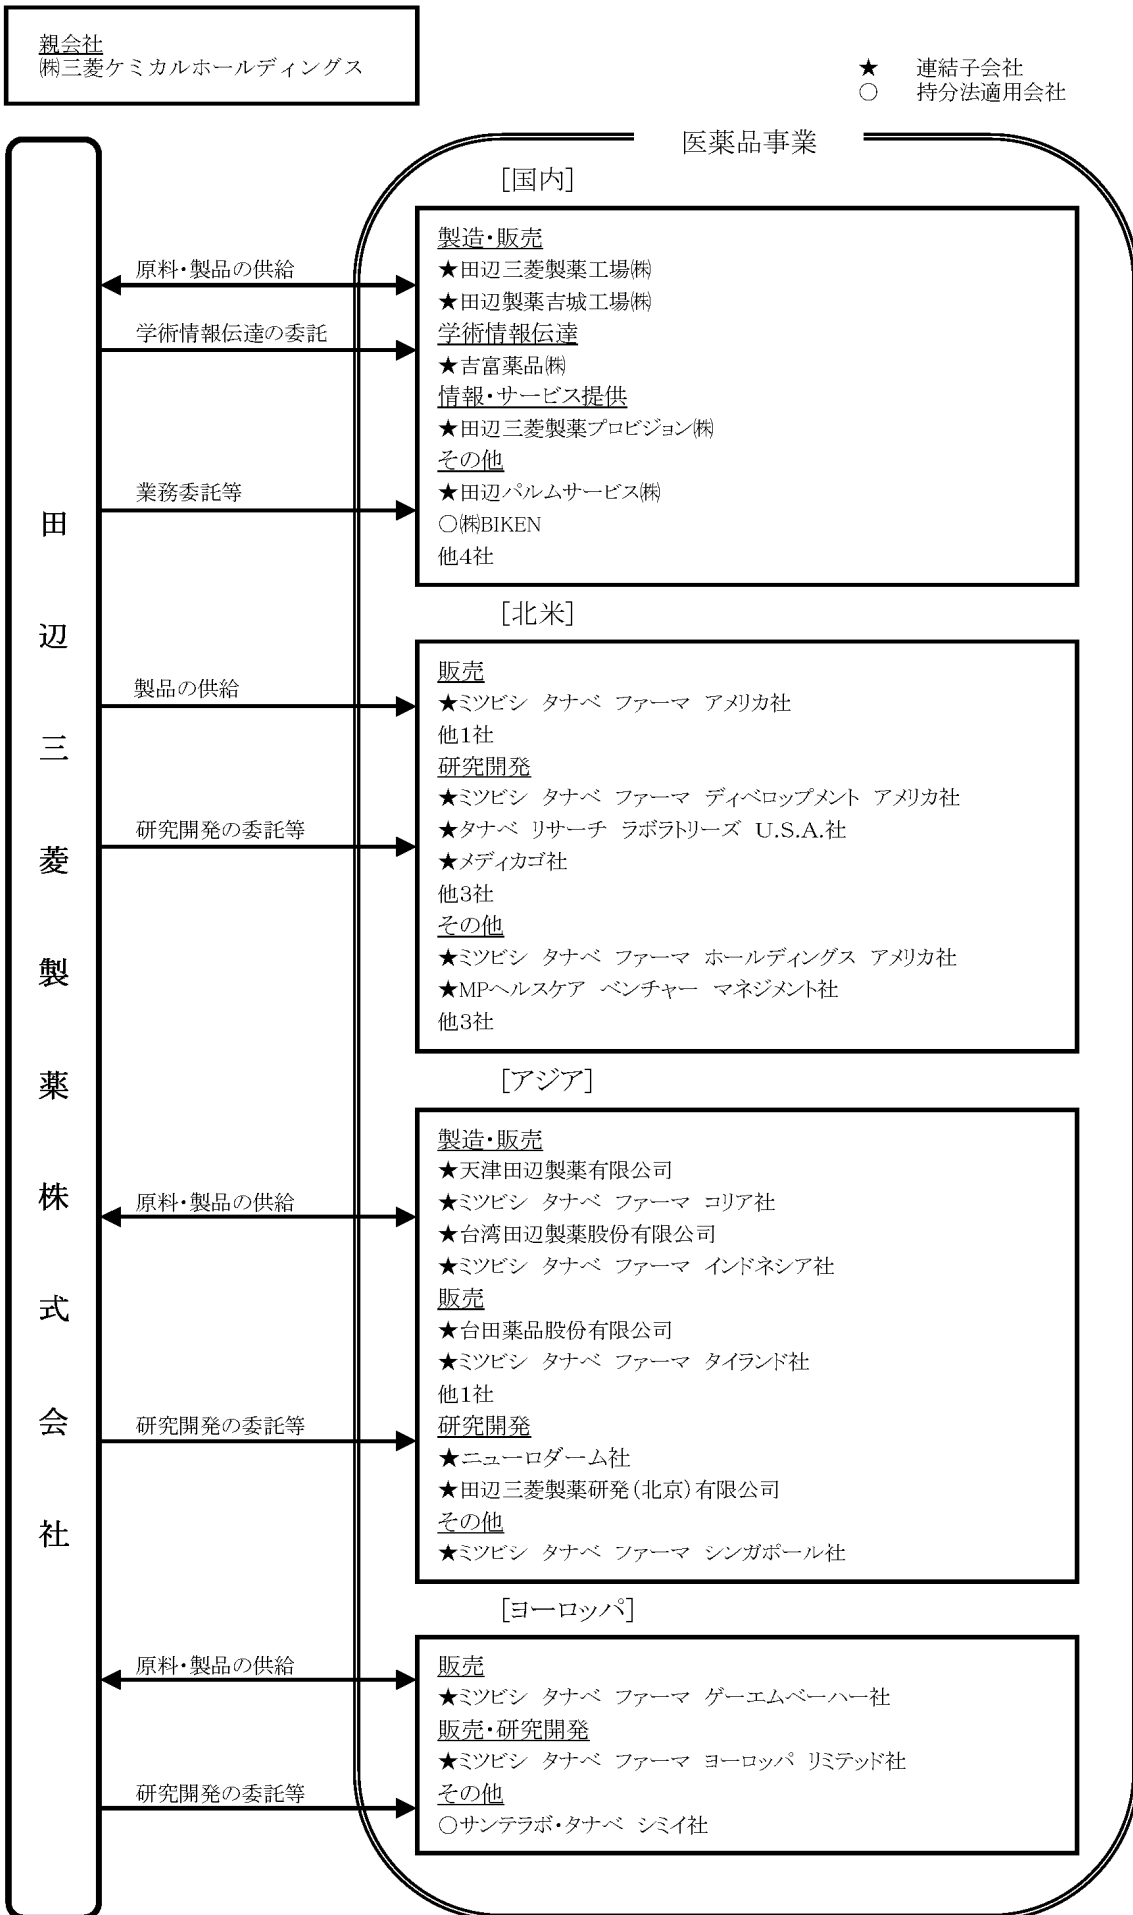 親会社
㈱三菱ケミカルホールディングス
★ 連結子会社
○ 持分法適用会社
田辺三菱製薬株式会社
医薬品事業
[国内]
原料・製品の供給
学術情報伝達の委託
業務委託等
製造・販売
★田辺三菱製薬工場㈱
★田辺製薬吉城工場㈱
学術情報伝達
★吉富薬品㈱
情報・サービス提供
★田辺三菱製薬プロビジョン㈱
その他
★田辺パルムサービス㈱
○㈱BIKEN
他4社
[北米]
製品の供給
研究開発の委託等
販売
★ミツビシ タナベ ファーマ アメリカ社
他1社
研究開発
★ミツビシ タナベ ファーマ ディベロップメント アメリカ社
★タナベ リサーチ ラボラトリーズ U.S.A.社
★メディカゴ社
他3社
その他
★ミツビシ タナベ ファーマ ホールディングス アメリカ社
★MPヘルスケア ベンチャー マネジメント社
他3社
[アジア]
原料・製品の供給
研究開発の委託等
製造・販売
★天津田辺製薬有限公司
★ミツビシ タナベ ファーマ コリア社
★台湾田辺製薬股份有限公司
★ミツビシ タナベ ファーマ インドネシア社
販売
★台田薬品股份有限公司
★ミツビシ タナベ ファーマ タイランド社
他1社
研究開発
★ニューロダーム社
★田辺三菱製薬研発(北京)有限公司
その他
★ミツビシ タナベ ファーマ シンガポール社
[ヨーロッパ]
原料・製品の供給
研究開発の委託等
販売
★ミツビシ タナベ ファーマ ゲーエムベーハー社
販売・研究開発
★ミツビシ タナベ ファーマ ヨーロッパ リミテッド社
その他
○サンテラボ・タナベ シミイ社